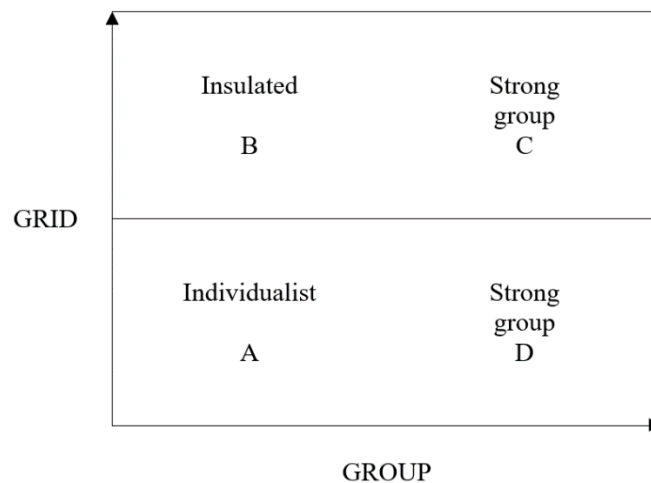 Insulated
B
Strong
group
C
GRID
Individualist
A
Strong
group
D
GROUP